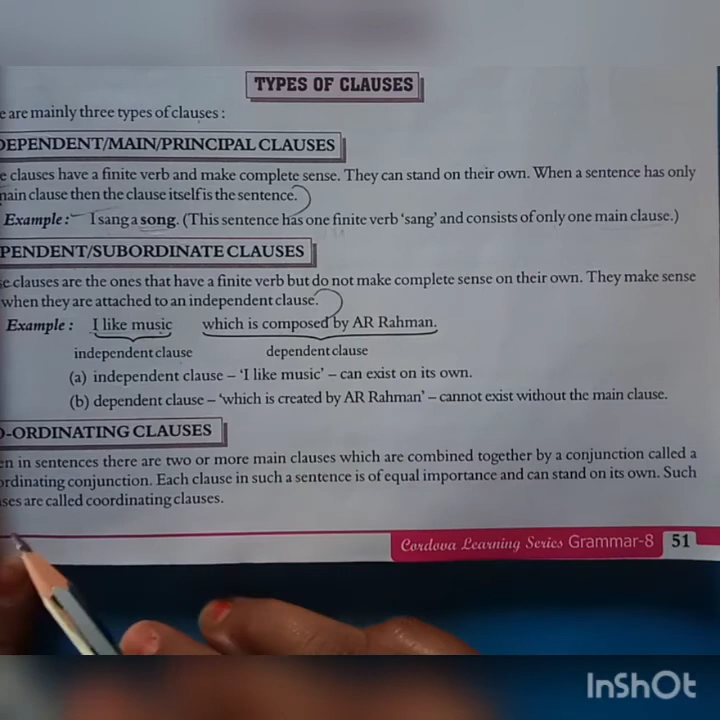 TYPES OF CLAUSES
e are mainly three types of clauses :
DEPENDENT/MAIN/PRINCIPAL CLAUSES
e clauses have a finite verb and make complete sense. They can stand on their own. When a sentence has only
main clause then the clause itself is the sentence.
Example : I sang a song. (This sentence has one finite verb ‘sang’ and consists of only one main clause.)
PENDENT/SUBORDINATE CLAUSES
se clauses are the ones that have a finite verb but do not make complete sense on their own. They make sense
when they are attached to an independent clause.
Example : I like music which is composed by AR Rahman.
independent clause dependent clause
(a) independent clause – ‘I like music’ – can exist on its own.
(b) dependent clause – ‘which is created by AR Rahman’ – cannot exist without the main clause.
O-ORDINATING CLAUSES
en in sentences there are two or more main clauses which are combined together by a conjunction called a
ordinating conjunction. Each clause in such a sentence is of equal importance and can stand on its own. Such
ses are called coordinating clauses.
Cordova Learning Series Grammar-8 51
InShOt